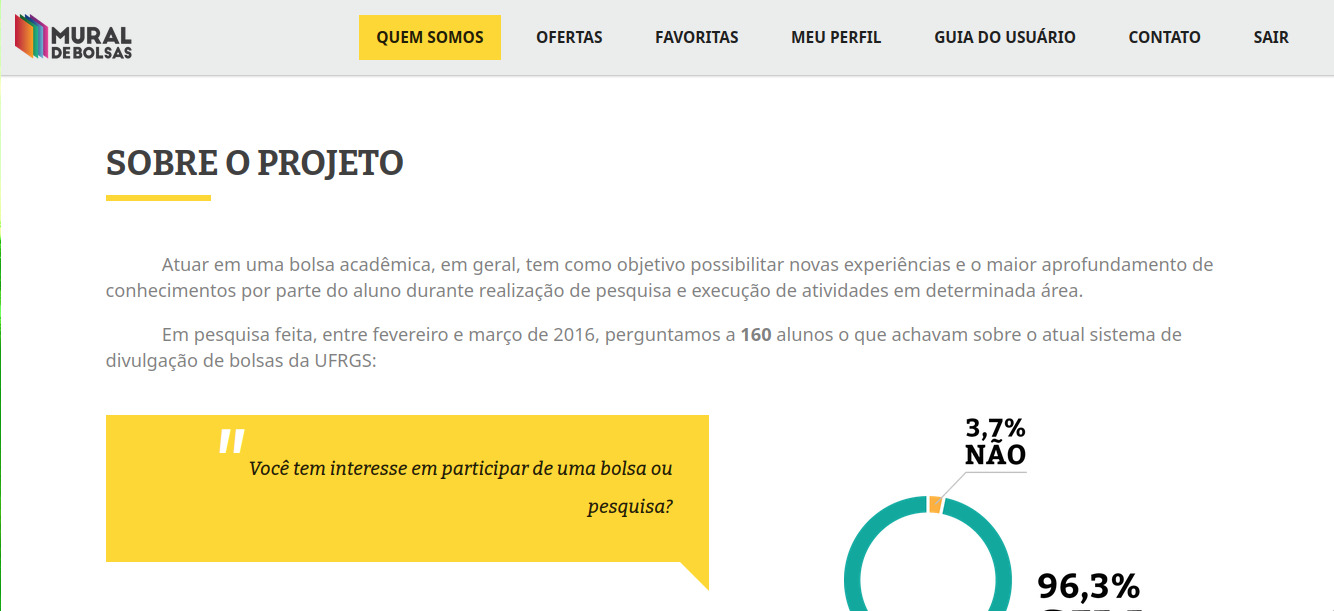 MURAL
DE BOLSAS
QUEM SOMOS
OFERTAS
FAVORITAS
MEU PERFIL
GUIA DO USUÁRIO
CONTATO
SAIR
SOBRE O PROJETO
Atuar em uma bolsa acadêmica, em geral, tem como objetivo possibilitar novas experiências e o maior aprofundamento de
conhecimentos por parte do aluno durante realização de pesquisa e execução de atividades em determinada área.
Em pesquisa feita, entre fevereiro e março de 2016, perguntamos a 160 alunos o que achavam sobre o atual sistema de
divulgação de bolsas da UFRGS:
"
Você tem interesse em participar de uma bolsa ou
pesquisa?
3,7%
NÃO
96,3%